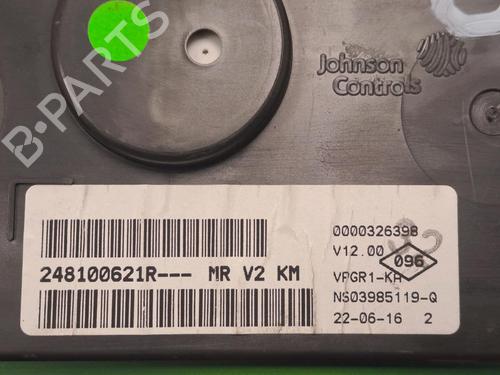 B-PARTS
Johnson
Controls
0000326398
V12.00
096
248100621R--- MR V2 KM
VPGR1-KH
NS03985119-Q
22-06-16 2